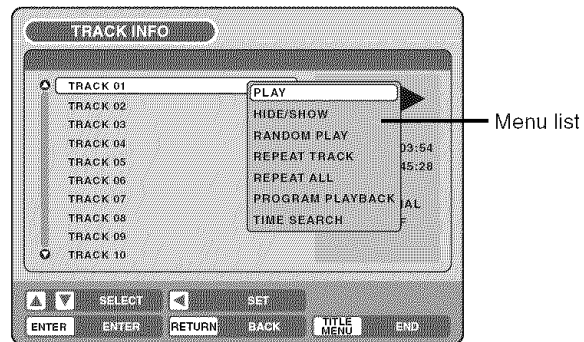 TRACK INFO
TRACK 01
TRACK 02
TRACK 03
TRACK 04
TRACK 05
TRACK 06
TRACK 07
TRACK 08
TRACK 09
TRACK 10
PLAY
HIDE/SHOW
RANDOM PLAY
REPEAT TRACK
REPEAT ALL
PROGRAM PLAYBACK
TIME SEARCH
03:54
45:28
Menu list
SELECT SET
ENTER ENTER RETURN BACK TITLE MENU END